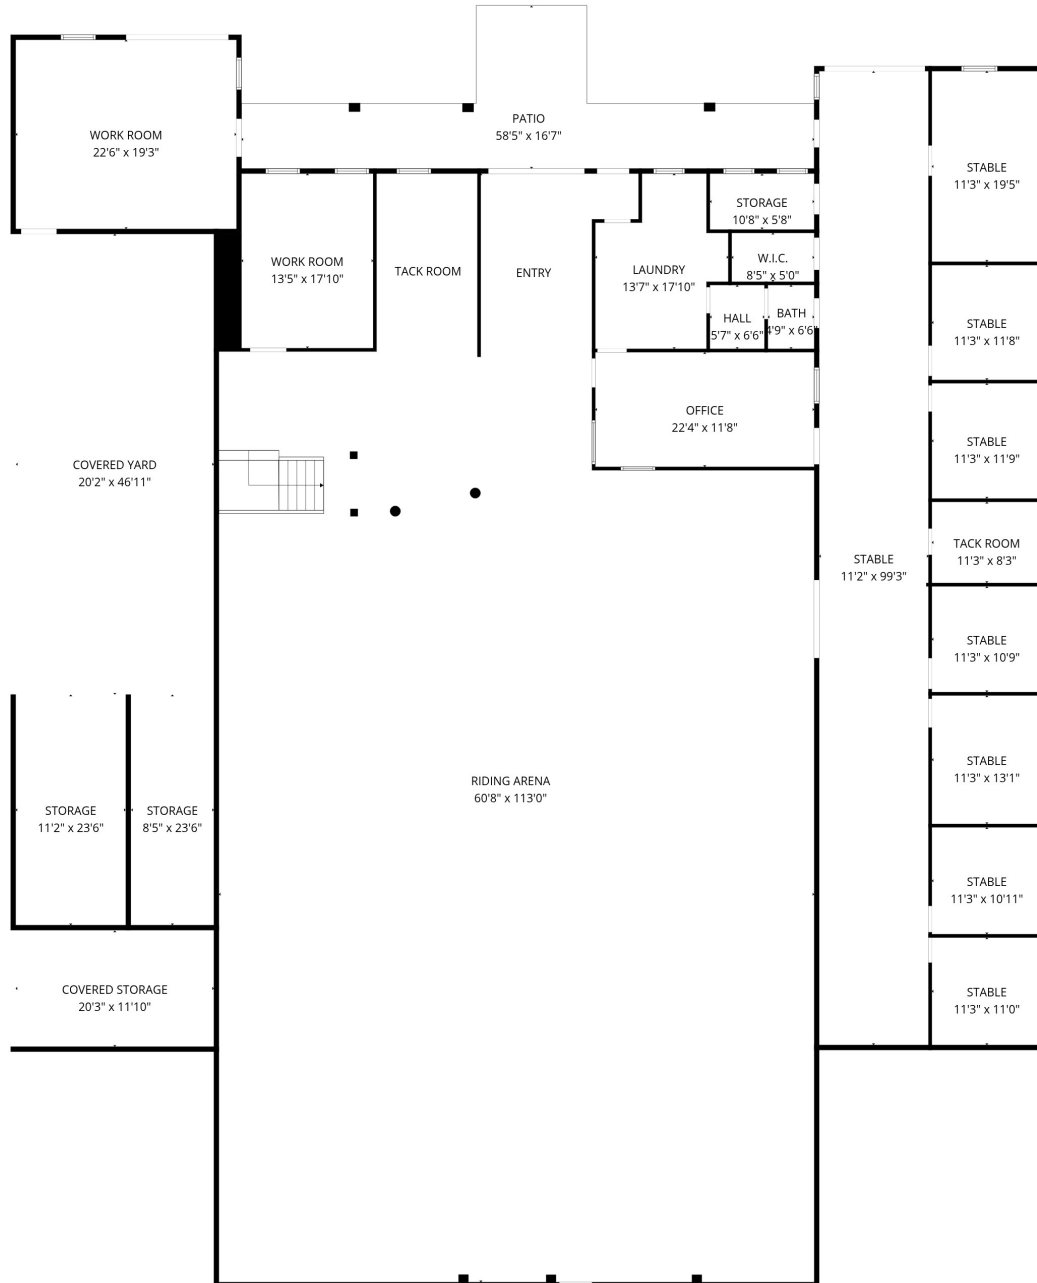 WORK ROOM
22'6" x 19'3"
PATIO
58'5" x 16'7"
STABLE
11'3" x 19'5"
STORAGE
10'8" x 5'8"
WORK ROOM
13'5" x 17'10"
TACK ROOM
ENTRY
LAUNDRY
13'7" x 17'10"
W.I.C.
8'5" x 5'0"
HALL
5'7" x 6'6"
BATH
4'9" x 6'6"
STABLE
11'3" x 11'8"
OFFICE
22'4" x 11'8"
STABLE
11'3" x 11'9"
COVERED YARD
20'2" x 46'11"
TACK ROOM
11'3" x 8'3"
STABLE
11'2" x 99'3"
STABLE
11'3" x 10'9"
STABLE
11'3" x 13'1"
RIDING ARENA
60'8" x 113'0"
STORAGE
11'2" x 23'6"
STORAGE
8'5" x 23'6"
STABLE
11'3" x 10'11"
COVERED STORAGE
20'3" x 11'10"
STABLE
11'3" x 11'0"